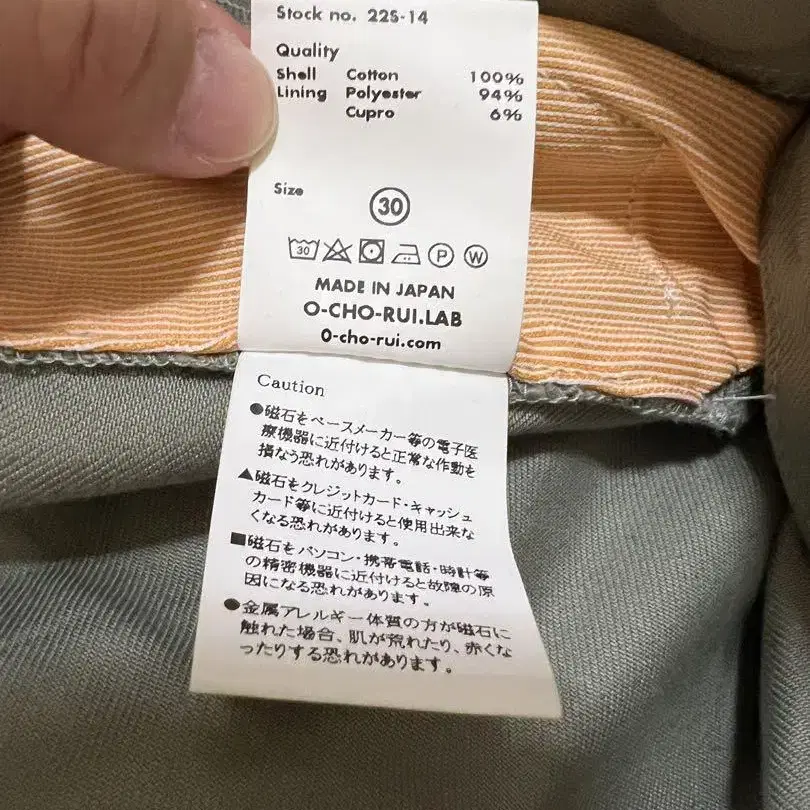 Stock no. 22S-14
Quality
Shell Cotton 100%
Lining Polyester 94%
Cupro 6%
Size 30
30 P W
MADE IN JAPAN
O-CHO-RUI.LAB
0-cho-rui.com
Caution
●磁石をペースメーカー等の電子医
療機器に近付けると正常な作動を
損なう恐れがあります。
▲磁石をクレジットカード・キャッシュ
カード等に近付けると使用出来な
くなる恐れがあります。
■磁石をパソコン・携帯電話・時計等
の精密機器に近付けると故障の原
因になる恐れがあります。
●金属アレルギー体質の方が磁石に
触れた場合、肌が荒れたり、赤くな
ったりする恐れがあります。